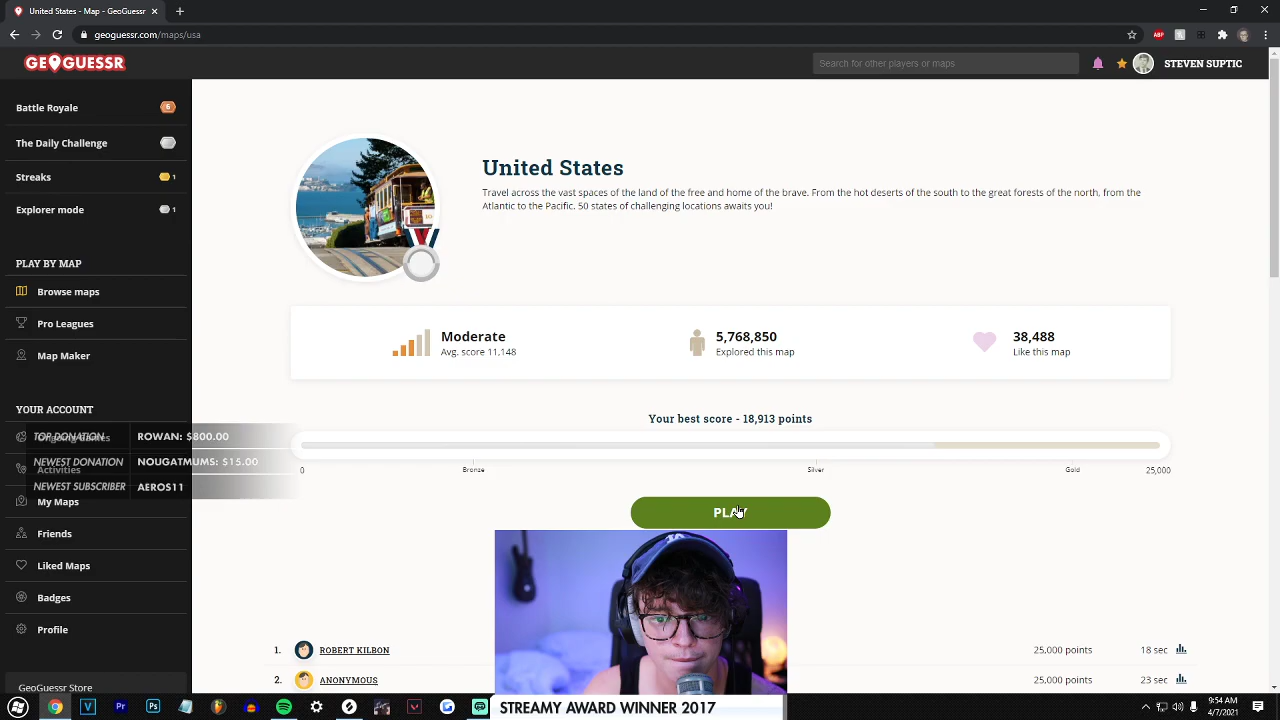 United States - GeoGuessr
geoguessr.com/maps/usa
ABP
GEOGUESSR
Search for other players or maps
STEVEN SUPTIC
Battle Royale
6
The Daily Challenge
Streaks
1
Explorer mode
1
PLAY BY MAP
Browse maps
Pro Leagues
Map Maker
YOUR ACCOUNT
Ongoing Games
TOP DONATION
ROWAN: $800.00
Activities
NEWEST DONATION
NOUGATMUMS: $15.00
NEWEST SUBSCRIBER
AEROS11
My Maps
Friends
Liked Maps
Badges
Profile
GeoGuessr Store
United States
Travel across the vast spaces of the land of the free and home of the brave. From the hot deserts of the south to the great forests of the north, from the
Atlantic to the Pacific. 50 states of challenging locations awaits you!
Moderate
Avg. score 11,148
5,768,850
Explored this map
38,488
Like this map
Your best score - 18,913 points
0
Bronze
Silver
Gold
25,000
PLAY
1.
ROBERT KILBON
25,000 points
18 sec
2.
ANONYMOUS
25,000 points
23 sec
STREAMY AWARD WINNER 2017
9:54 AM
4/7/2021